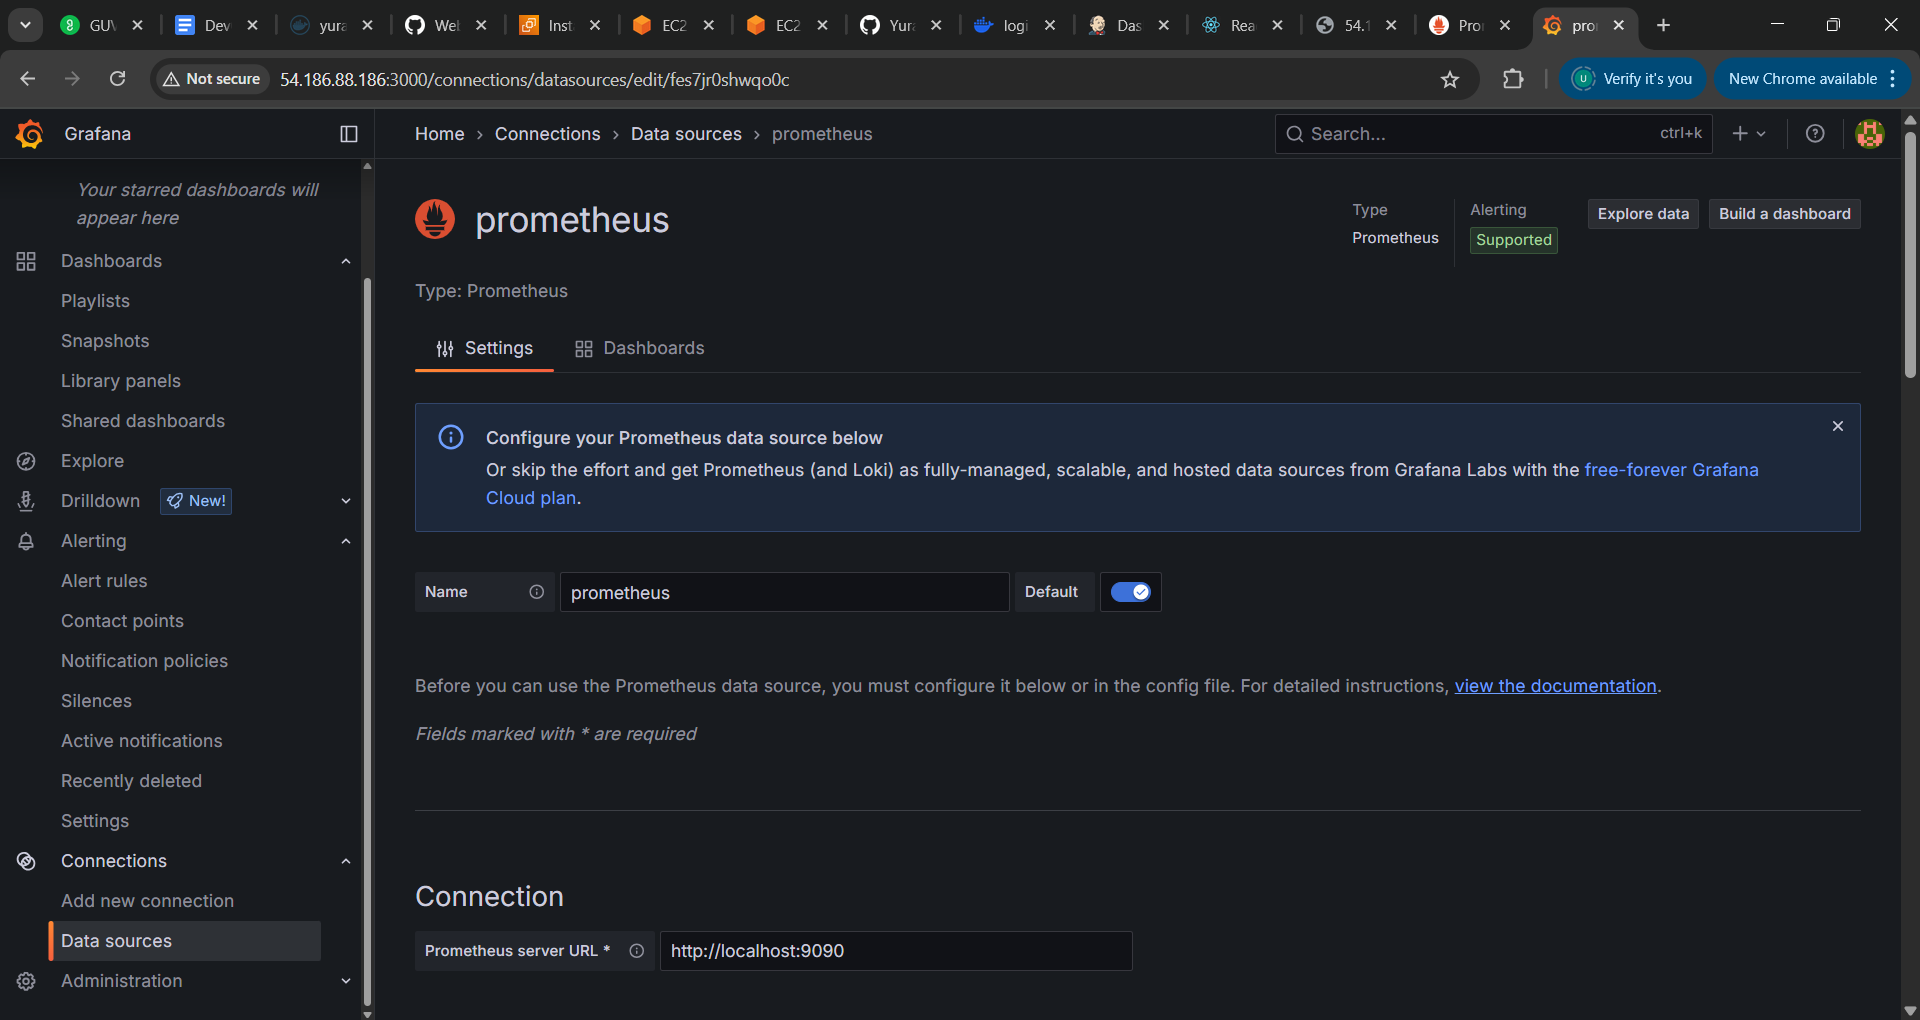 GUV
Dev
yura
Wel
Inst
EC2
EC2
Yura
logi
Das
Rea
54.1
Pro
pro
Not secure
54.186.88.186:3000/connections/datasources/edit/fes7jr0shwqo0c
U
Verify it's you
New Chrome available
Grafana
Home › Connections › Data sources › prometheus
Search...
ctrl+k
Your starred dashboards will
appear here
Dashboards
Playlists
Snapshots
Library panels
Shared dashboards
Explore
Drilldown
New!
Alerting
Alert rules
Contact points
Notification policies
Silences
Active notifications
Recently deleted
Settings
Connections
Add new connection
Data sources
Administration
prometheus
Type
Prometheus
Alerting
Supported
Explore data
Build a dashboard
Type: Prometheus
Settings
Dashboards
Configure your Prometheus data source below
Or skip the effort and get Prometheus (and Loki) as fully-managed, scalable, and hosted data sources from Grafana Labs with the free-forever Grafana
Cloud plan.
Name
prometheus
Default
Before you can use the Prometheus data source, you must configure it below or in the config file. For detailed instructions, view the documentation.
Fields marked with * are required
Connection
Prometheus server URL *
http://localhost:9090